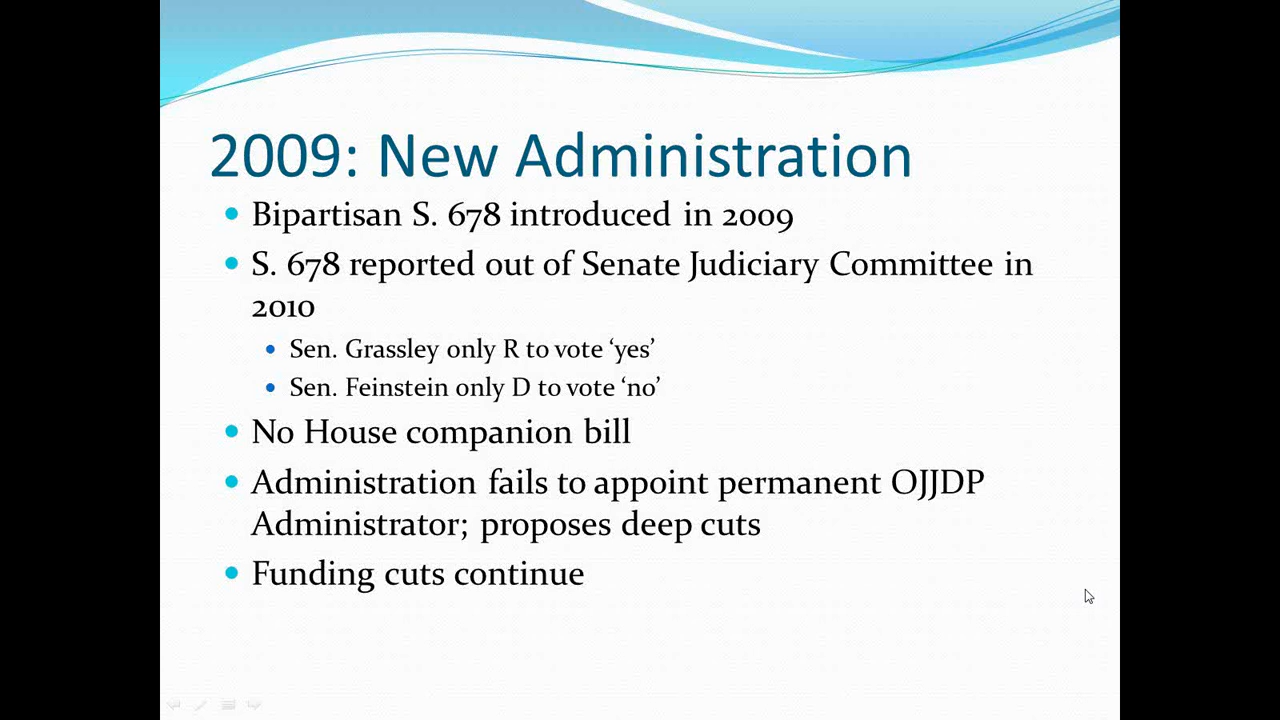 2009: New Administration
Bipartisan S. 678 introduced in 2009
S. 678 reported out of Senate Judiciary Committee in
2010
Sen. Grassley only R to vote ‘yes’
Sen. Feinstein only D to vote ‘no’
No House companion bill
Administration fails to appoint permanent OJJDP
Administrator; proposes deep cuts
Funding cuts continue